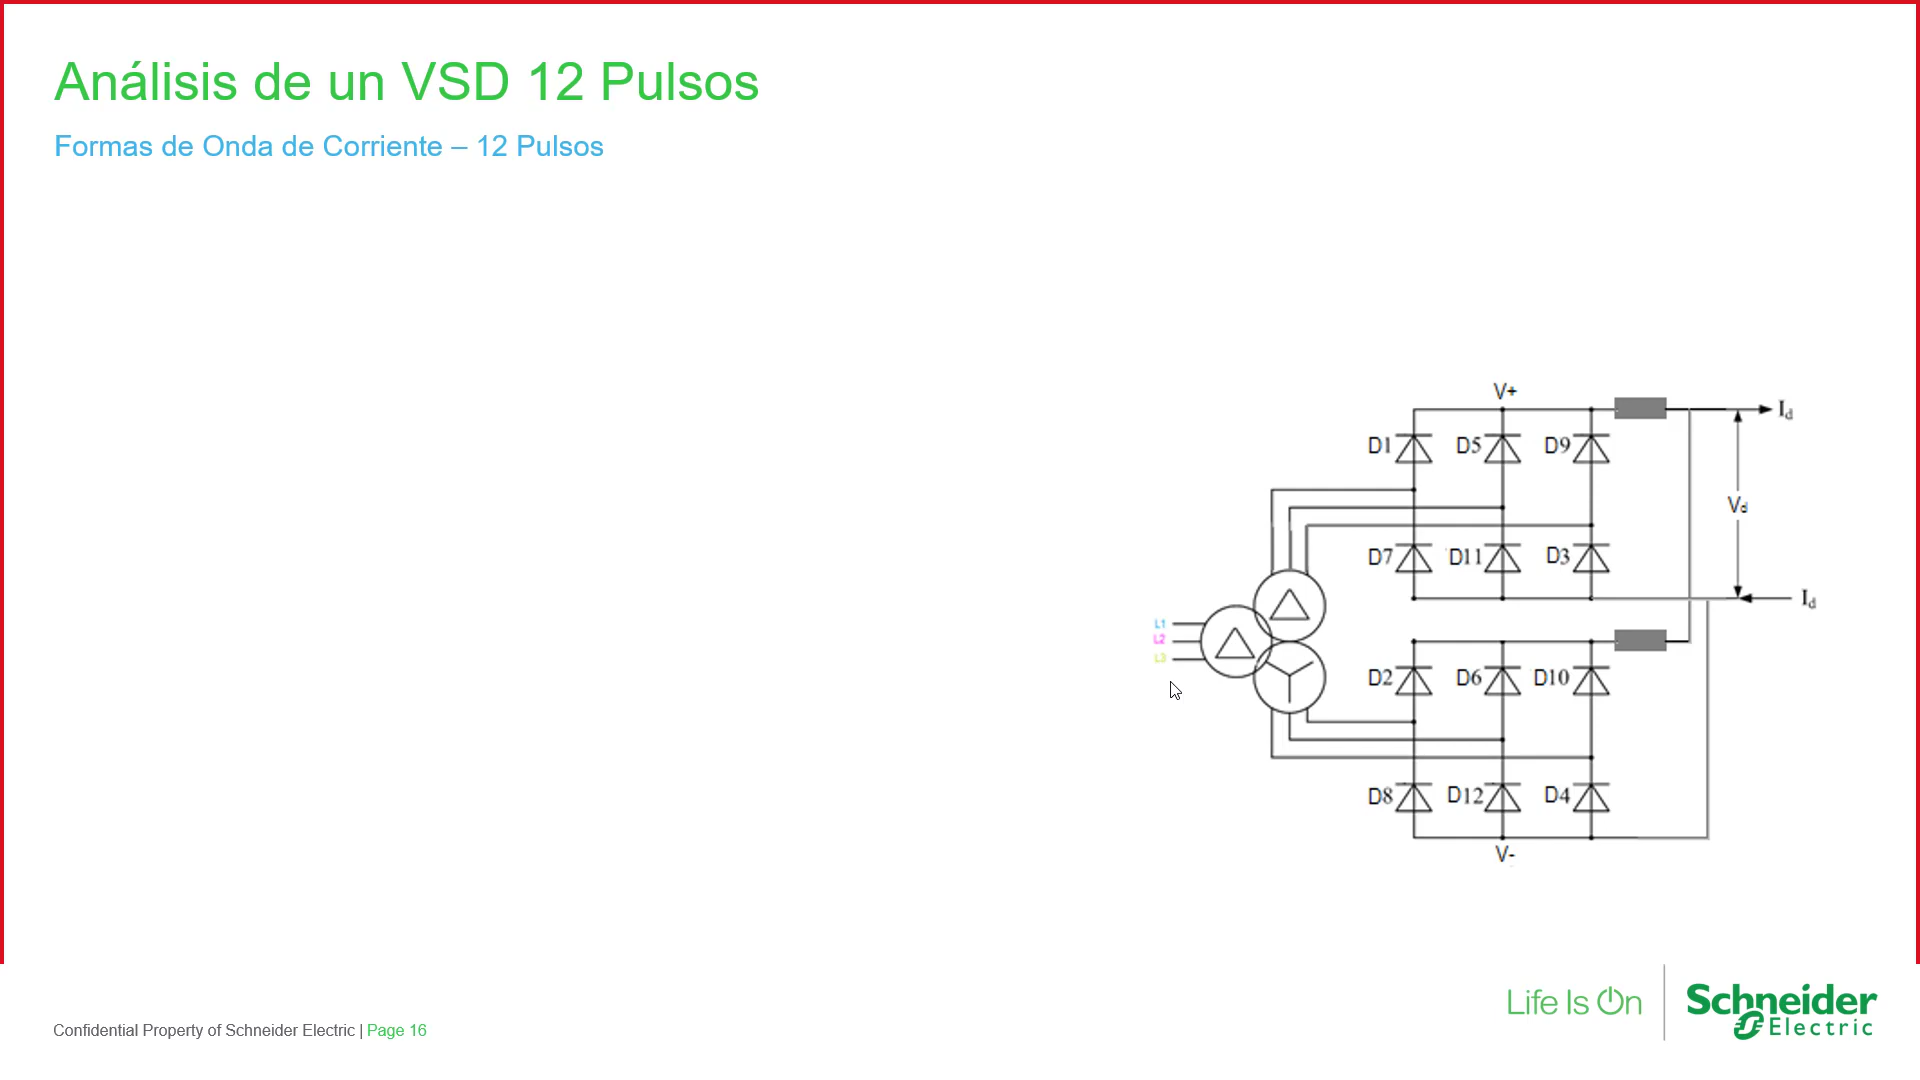 Análisis de un VSD 12 Pulsos
Formas de Onda de Corriente – 12 Pulsos
V+
Id
D1 D5 D9
Vd
D7 D11 D3
Id
L1
L2
L3
D2 D6 D10
D8 D12 D4
V-
Life Is On
Schneider
Electric
Confidential Property of Schneider Electric | Page 16